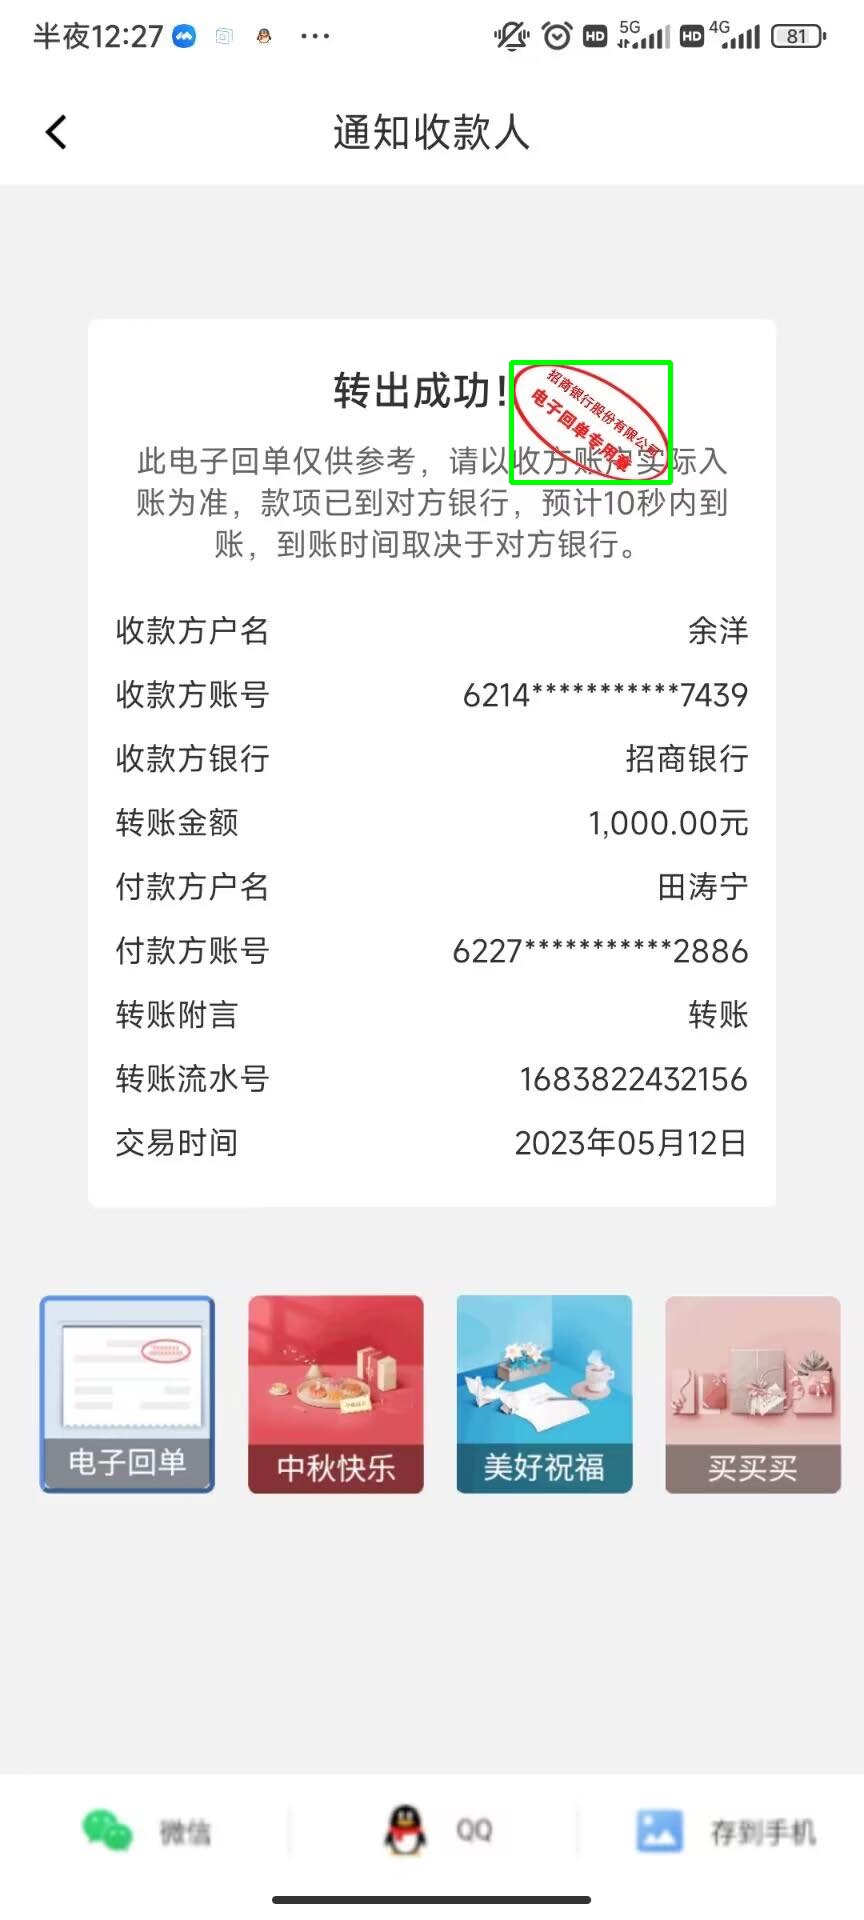 半夜12:27
HD 5G HD 4G 81
通知收款人
转出成功!
招商银行股份有限公司
电子回单专用章
此电子回单仅供参考，请以收方账户实际入
账为准，款项已到对方银行，预计10秒内到
账，到账时间取决于对方银行。
收款方户名 余洋
收款方账号 6214***********7439
收款方银行 招商银行
转账金额 1,000.00元
付款方户名 田涛宁
付款方账号 6227***********2886
转账附言 转账
转账流水号 1683822432156
交易时间 2023年05月12日
电子回单 中秋快乐 美好祝福 买买买
微信 QQ 存到手机